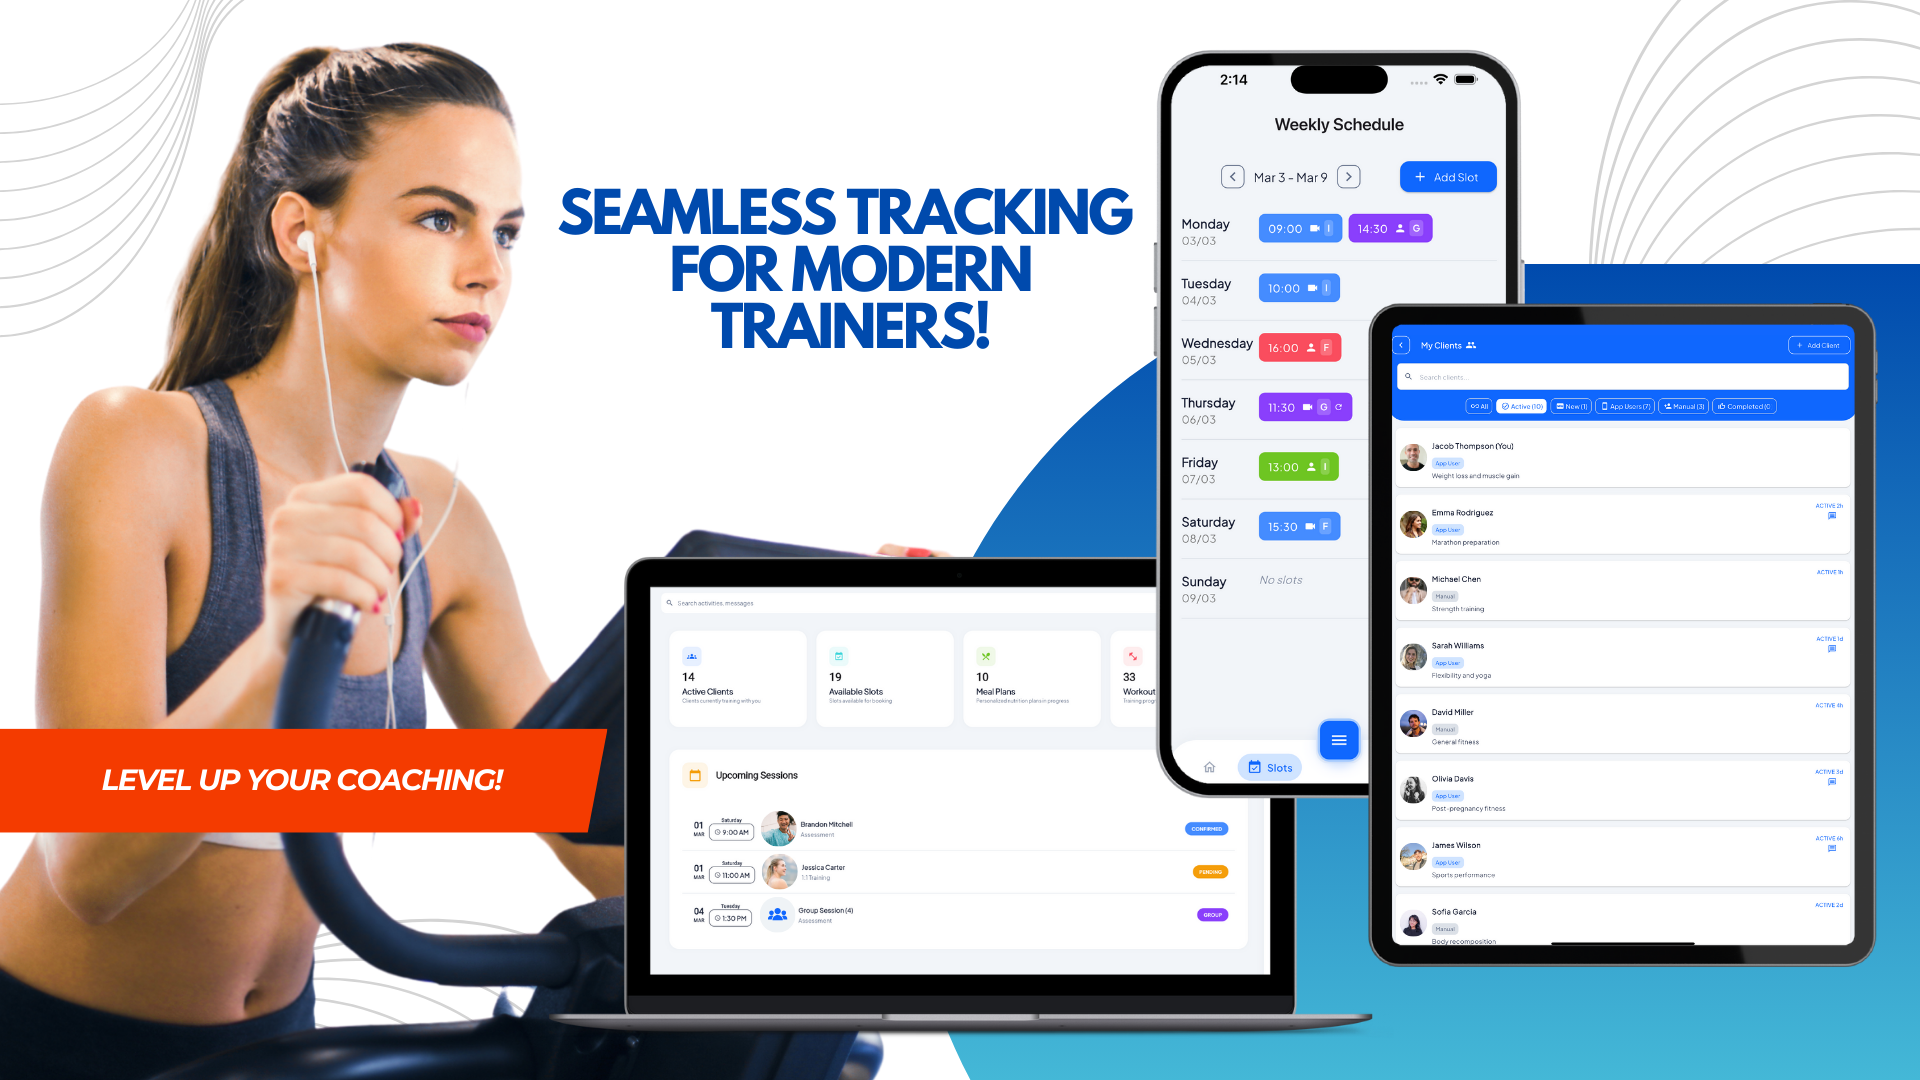 SEAMLESS TRACKING
FOR MODERN
TRAINERS!
LEVEL UP YOUR COACHING!
Search activities, messages
14
Active Clients
Clients currently training with you
19
Available Slots
Slots available for booking
10
Meal Plans
Personalized nutrition plans in progress
33
Workout
Training progr
Upcoming Sessions
01
MAR
Saturday
9:00 AM
Brandon Mitchell
Assessment
CONFIRMED
01
MAR
Saturday
11:00 AM
Jessica Carter
1:1 Training
PENDING
04
MAR
Tuesday
1:30 PM
Group Session (4)
Assessment
GROUP
2:14
Weekly Schedule
Mar 3 - Mar 9
+ Add Slot
Monday
03/03
09:00 I
14:30 G
Tuesday
04/03
10:00 I
Wednesday
05/03
16:00 F
Thursday
06/03
11:30 G
Friday
07/03
13:00 I
Saturday
08/03
15:30 F
Sunday
09/03
No slots
Slots
My Clients
+ Add Client
Search clients...
All
Active (10)
New (1)
App Users (7)
Manual (3)
Completed (0
Jacob Thompson (You)
App User
Weight loss and muscle gain
Emma Rodriguez
App User
Marathon preparation
ACTIVE 2h
Michael Chen
Manual
Strength training
ACTIVE 1h
Sarah Williams
App User
Flexibility and yoga
ACTIVE 1d
David Miller
Manual
General fitness
ACTIVE 4h
Olivia Davis
App User
Post-pregnancy fitness
ACTIVE 3d
James Wilson
App User
Sports performance
ACTIVE 6h
Sofia Garcia
Manual
Body recomposition
ACTIVE 2d